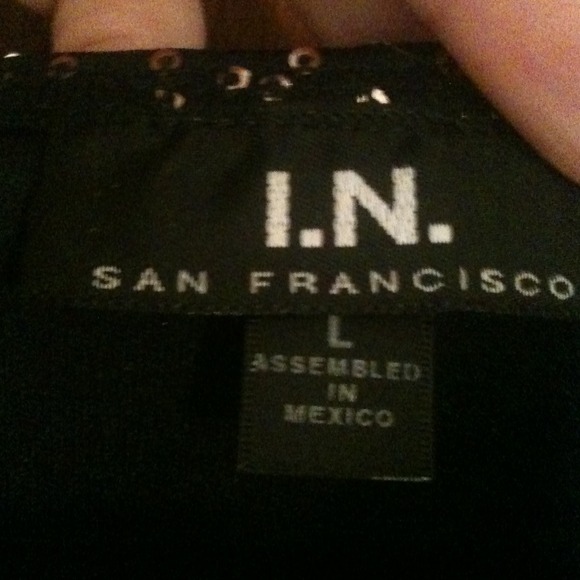 I.N.
SAN FRANCISCO
L
ASSEMBLED
IN
MEXICO